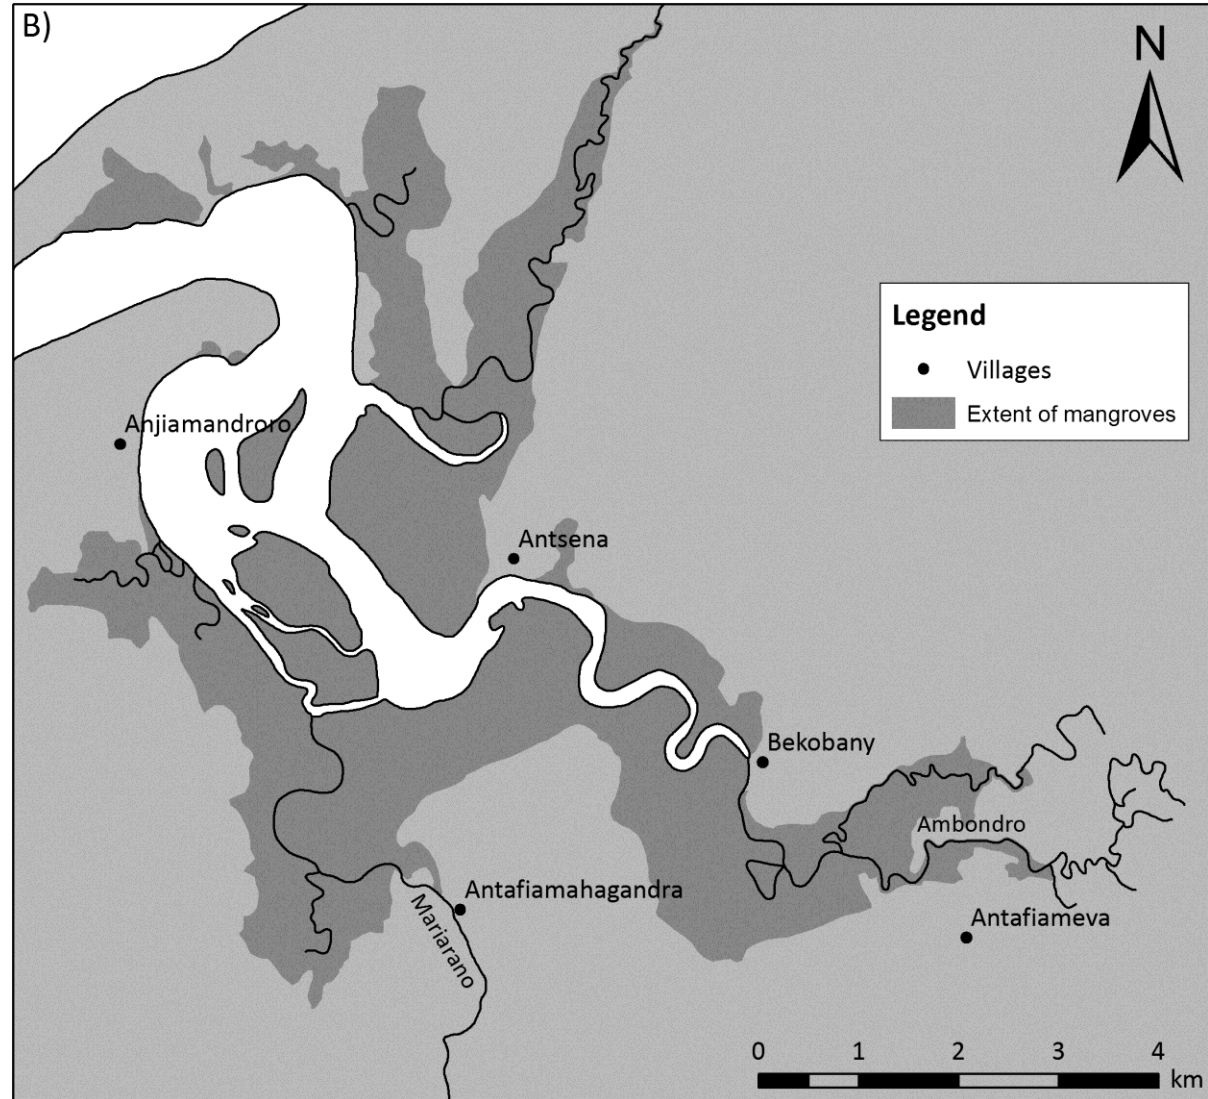 B)
N
Legend
Villages
Extent of mangroves
Anjiamandroro
Antsena
Bekobany
Ambondro
Antafiamahagandra
Mariarano
Antafiameva
0 1 2 3 4
km